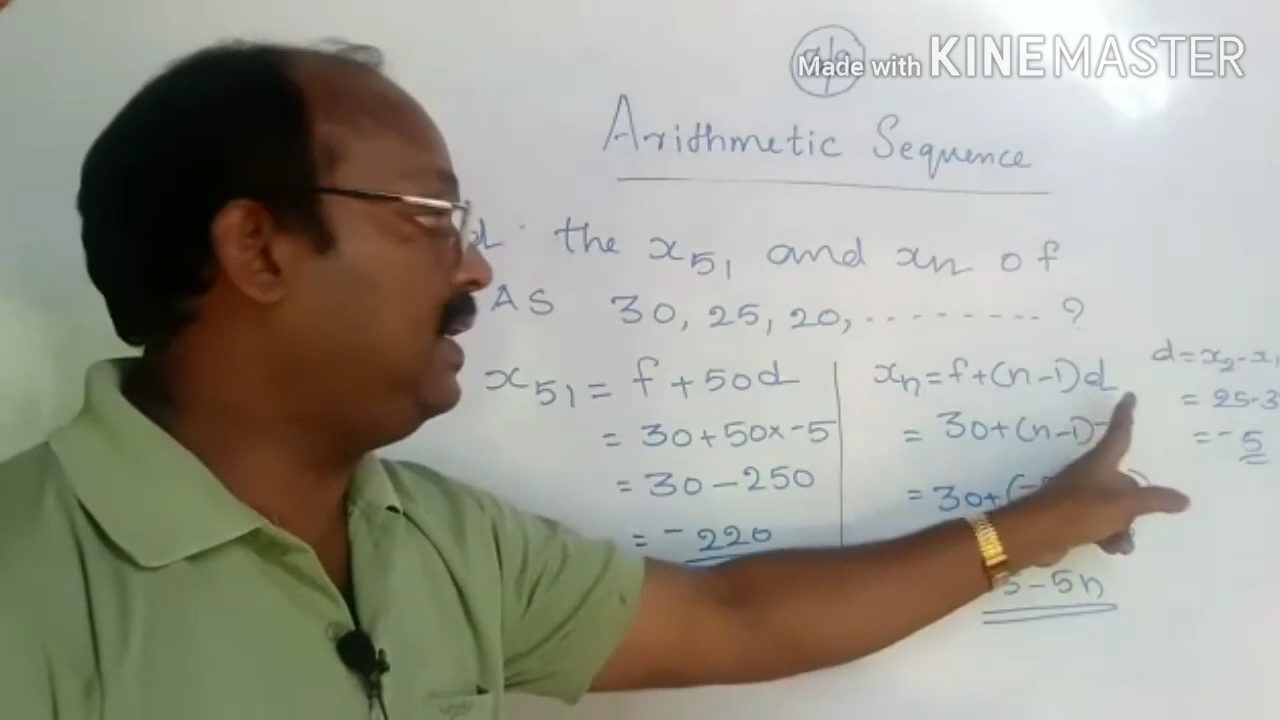 Made with KINEMASTER
Arithmetic Sequence
the x₅₁ and xn of
AS 30, 25, 20, ......... ?
x₅₁ = f + 50d
= 30 + 50 x -5
= 30 - 250
= -220
xn = f + (n-1)d
= 30 + (n-1)-
= 30 + (-
5 - 5n
d = x₂ - x₁
= 25 - 3
= -5